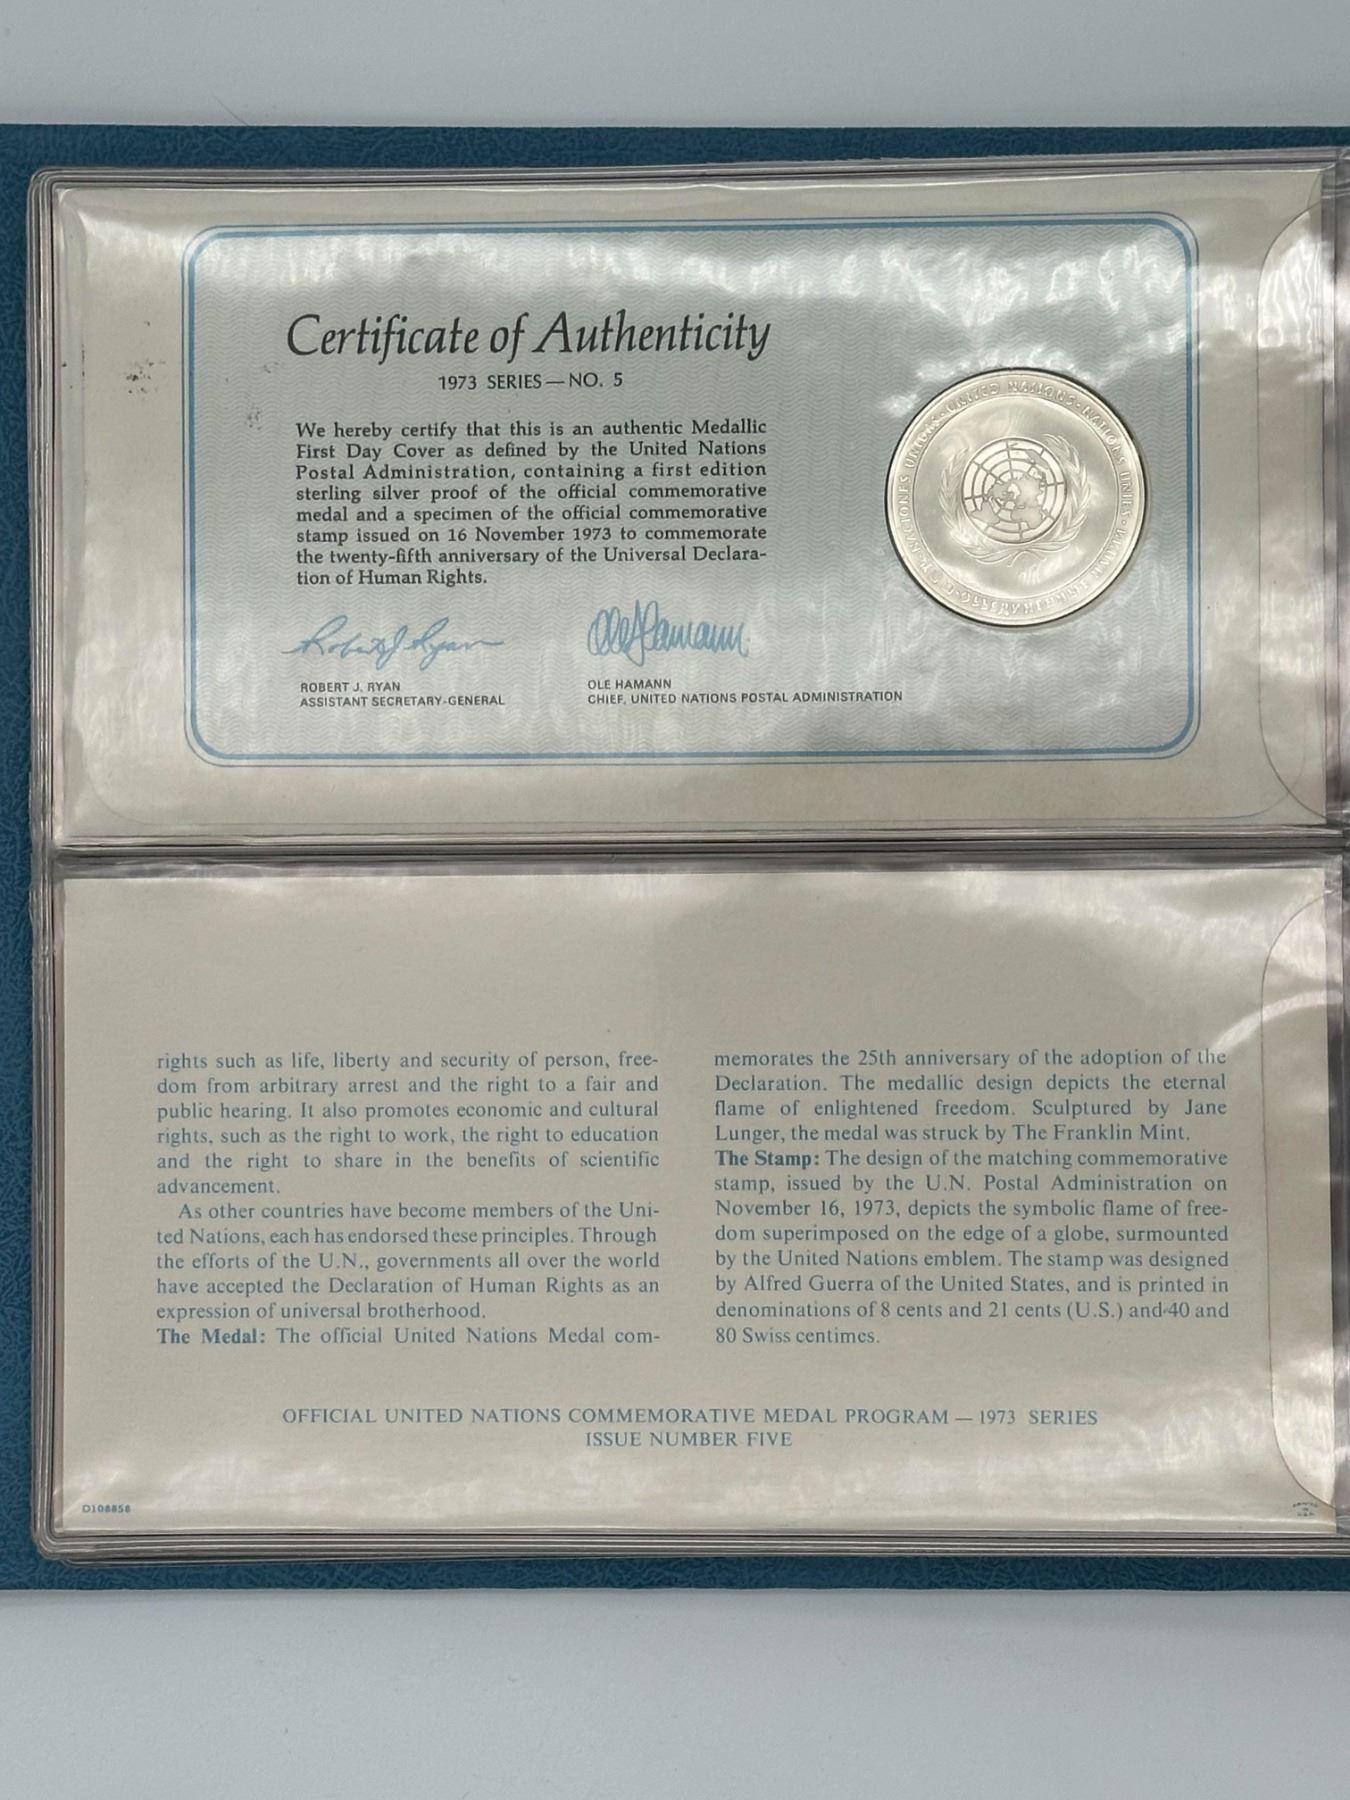 Certificate of Authenticity
1973 SERIES—NO. 5
We hereby certify that this is an authentic Medallic
First Day Cover as defined by the United Nations
Postal Administration, containing a first edition
sterling silver proof of the official commemorative
medal and a specimen of the official commemorative
stamp issued on 16 November 1973 to commemorate
the twenty-fifth anniversary of the Universal Declara-
tion of Human Rights.
Robert J. Ryan
Ole Hamann
ROBERT J. RYAN
ASSISTANT SECRETARY-GENERAL
OLE HAMANN
CHIEF, UNITED NATIONS POSTAL ADMINISTRATION
UNITED NATIONS · NATIONS UNIES · NACIONES UNIDAS
rights such as life, liberty and security of person, free-
dom from arbitrary arrest and the right to a fair and
public hearing. It also promotes economic and cultural
rights, such as the right to work, the right to education
and the right to share in the benefits of scientific
advancement.
As other countries have become members of the Uni-
ted Nations, each has endorsed these principles. Through
the efforts of the U.N., governments all over the world
have accepted the Declaration of Human Rights as an
expression of universal brotherhood.
The Medal: The official United Nations Medal com-
memorates the 25th anniversary of the adoption of the
Declaration. The medallic design depicts the eternal
flame of enlightened freedom. Sculptured by Jane
Lunger, the medal was struck by The Franklin Mint.
The Stamp: The design of the matching commemorative
stamp, issued by the U.N. Postal Administration on
November 16, 1973, depicts the symbolic flame of free-
dom superimposed on the edge of a globe, surmounted
by the United Nations emblem. The stamp was designed
by Alfred Guerra of the United States, and is printed in
denominations of 8 cents and 21 cents (U.S.) and 40 and
80 Swiss centimes.
OFFICIAL UNITED NATIONS COMMEMORATIVE MEDAL PROGRAM — 1973 SERIES
ISSUE NUMBER FIVE
D108858
PRINTED
IN
U.S.A.